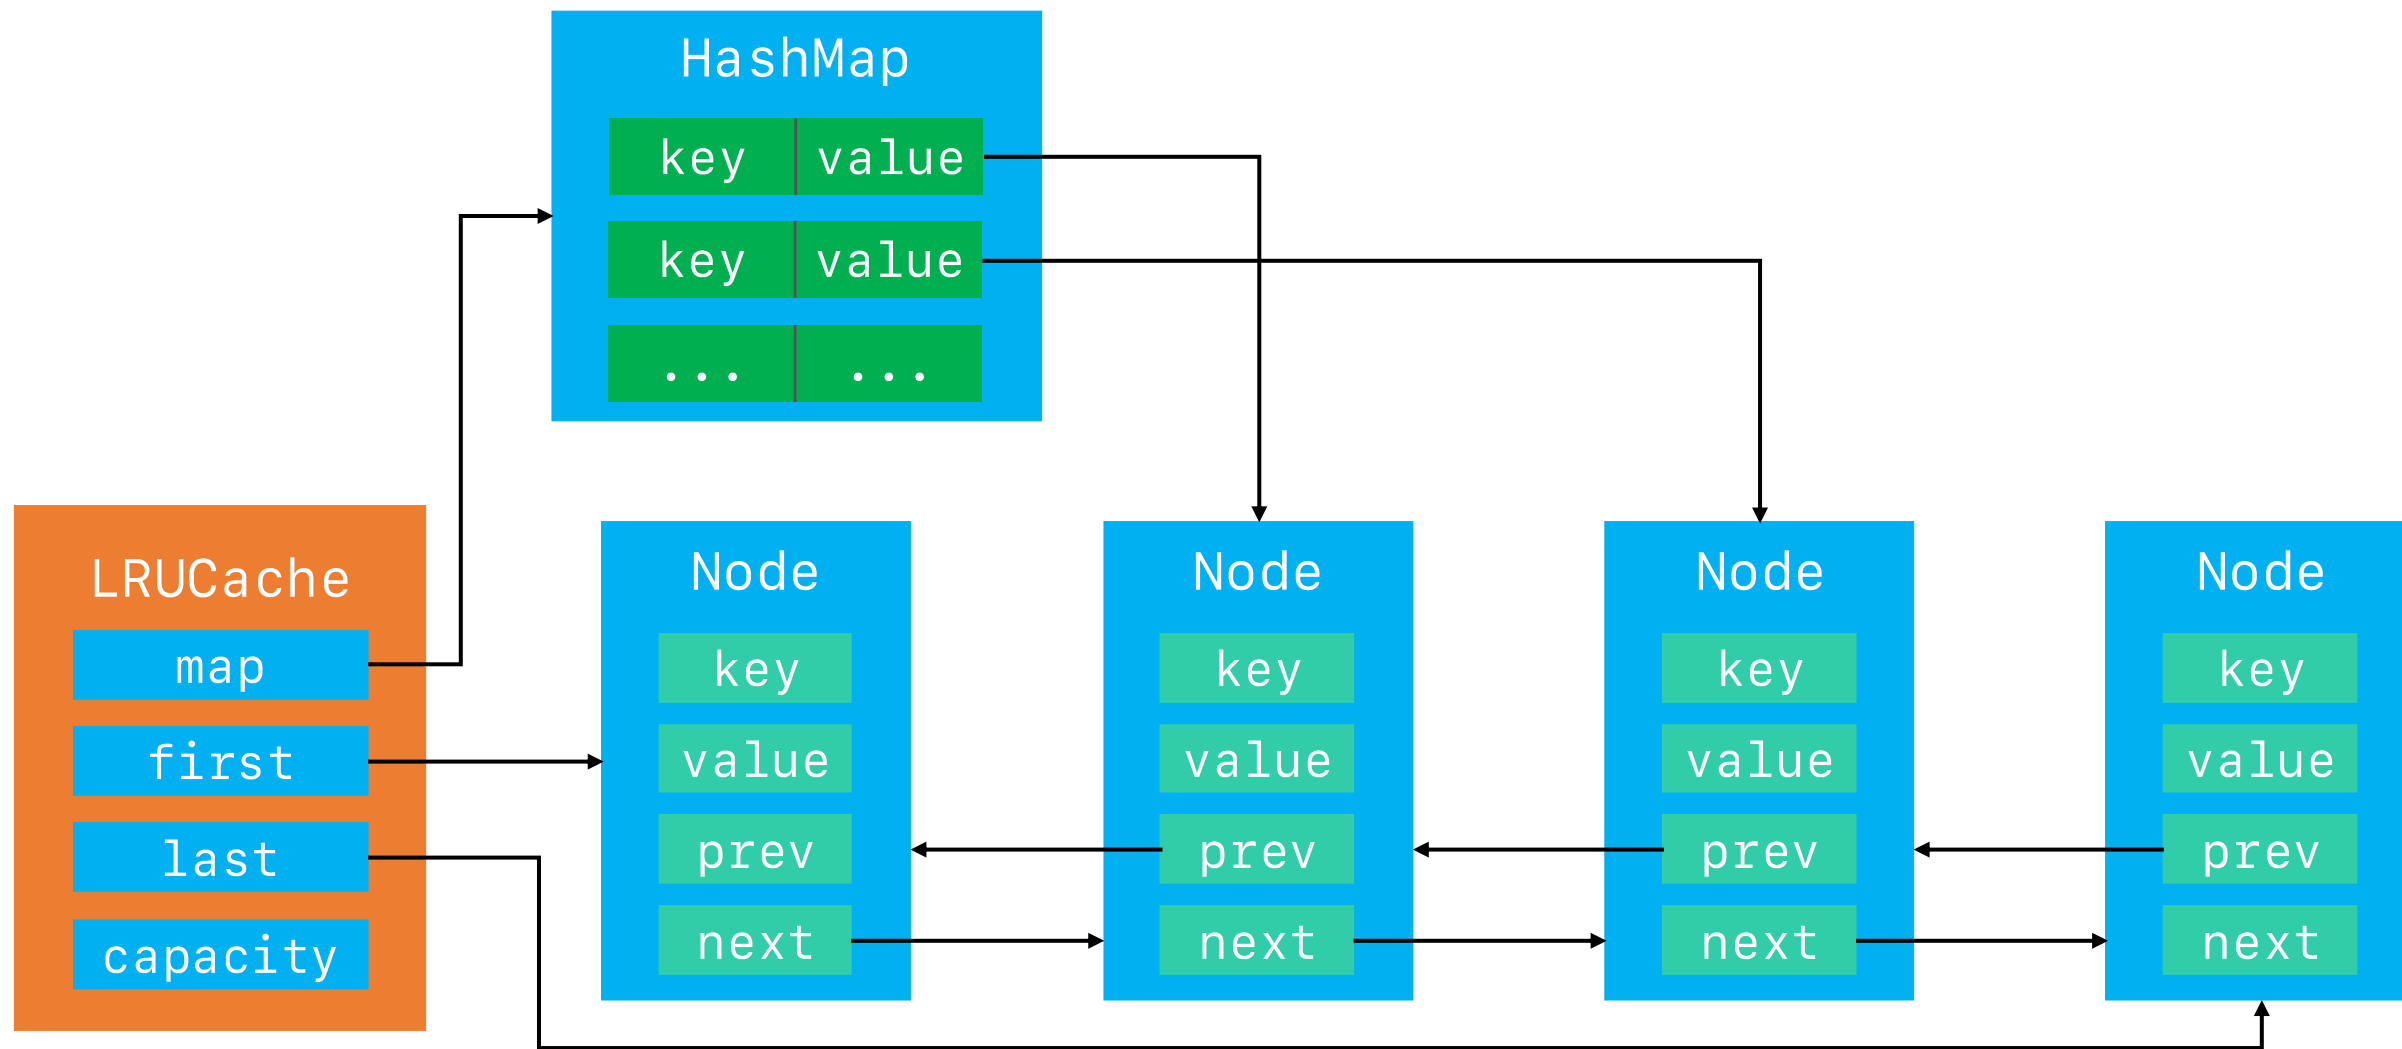 HashMap
key value
key value
... ...
LRUCache
map
first
last
capacity
Node
key
value
prev
next
Node
key
value
prev
next
Node
key
value
prev
next
Node
key
value
prev
next